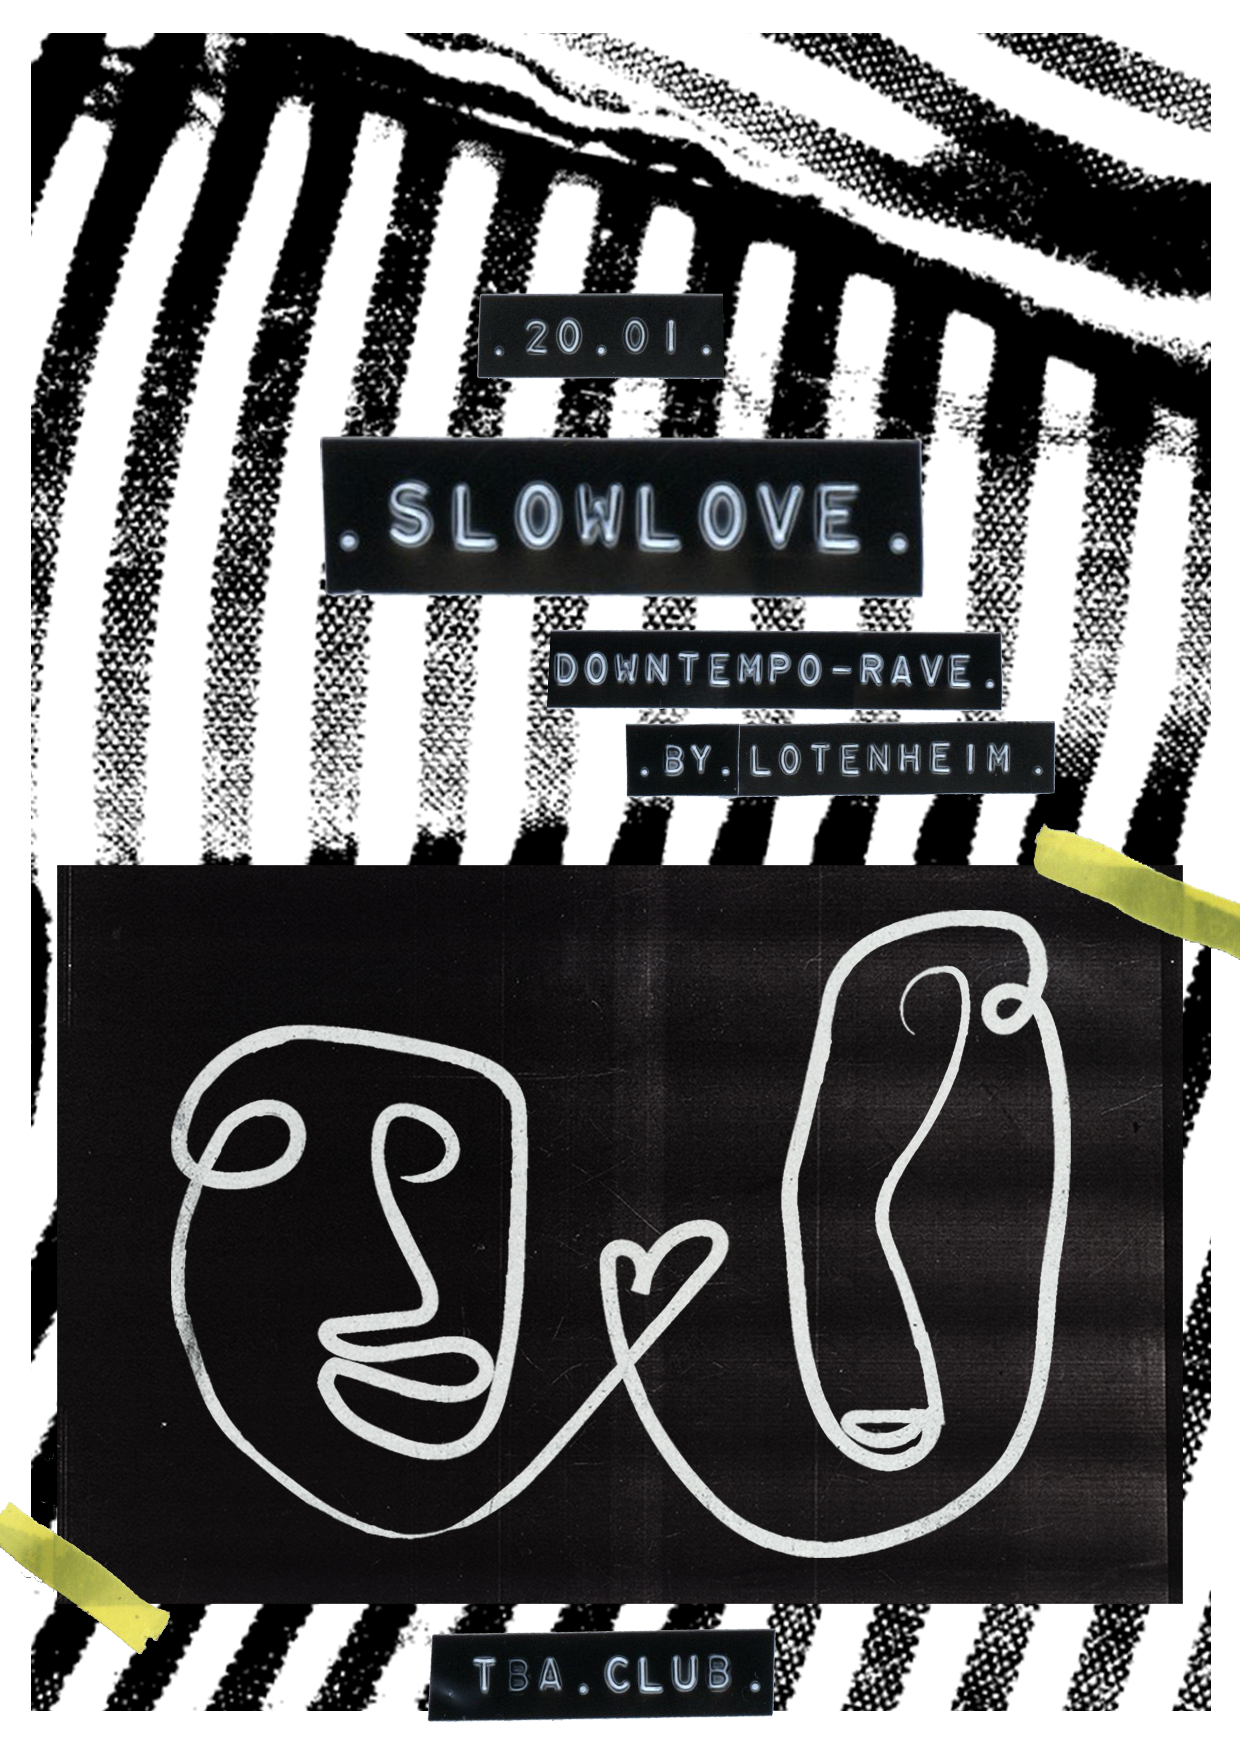 . 20.01 .
. SLOWLOVE .
DOWNTEMPO-RAVE.
. BY. LOTENHEIM .
TBA.CLUB.